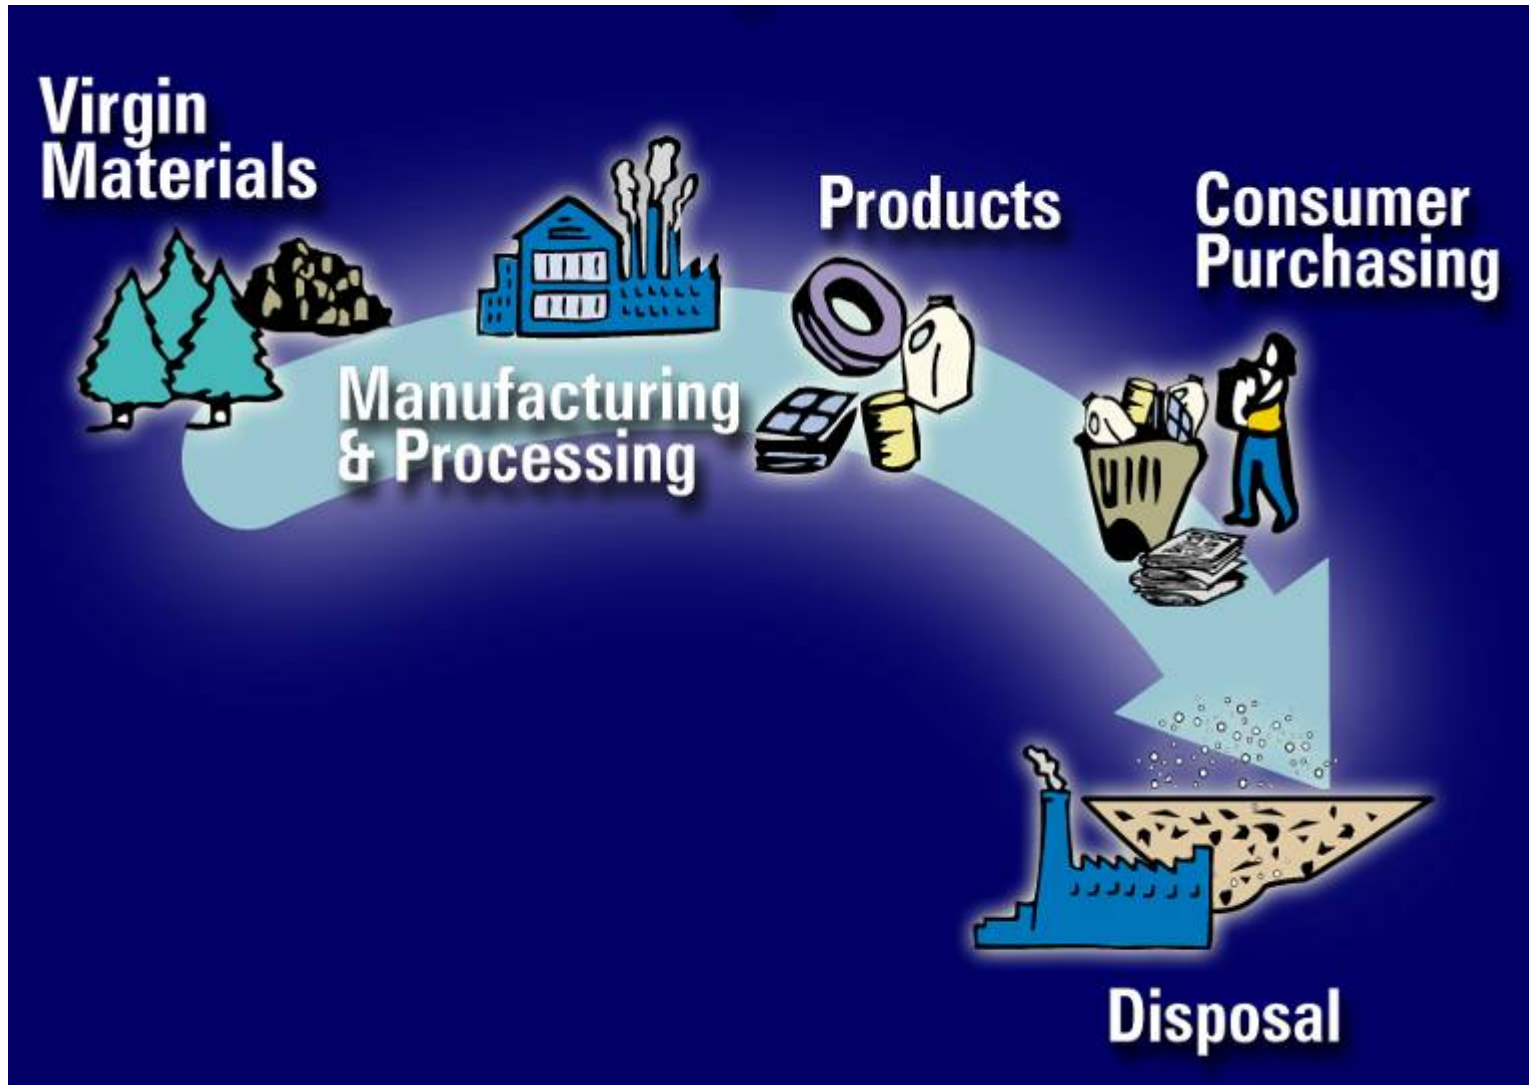 Virgin
Materials
Manufacturing
& Processing
Products
Consumer
Purchasing
Disposal